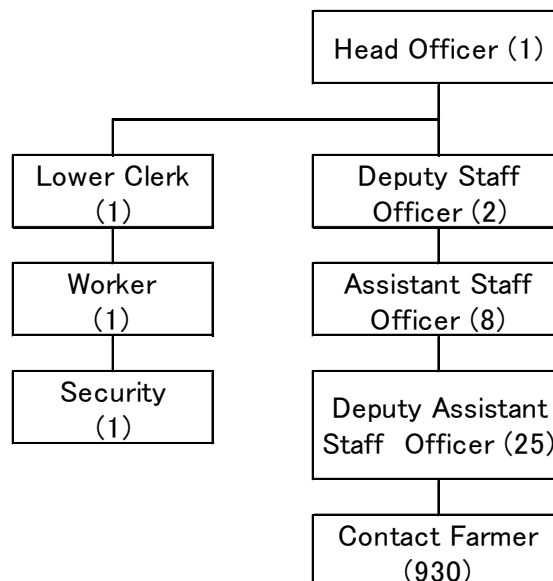 Head Officer (1)
Lower Clerk
(1)
Deputy Staff
Officer (2)
Worker
(1)
Assistant Staff
Officer (8)
Security
(1)
Deputy Assistant
Staff Officer (25)
Contact Farmer
(930)